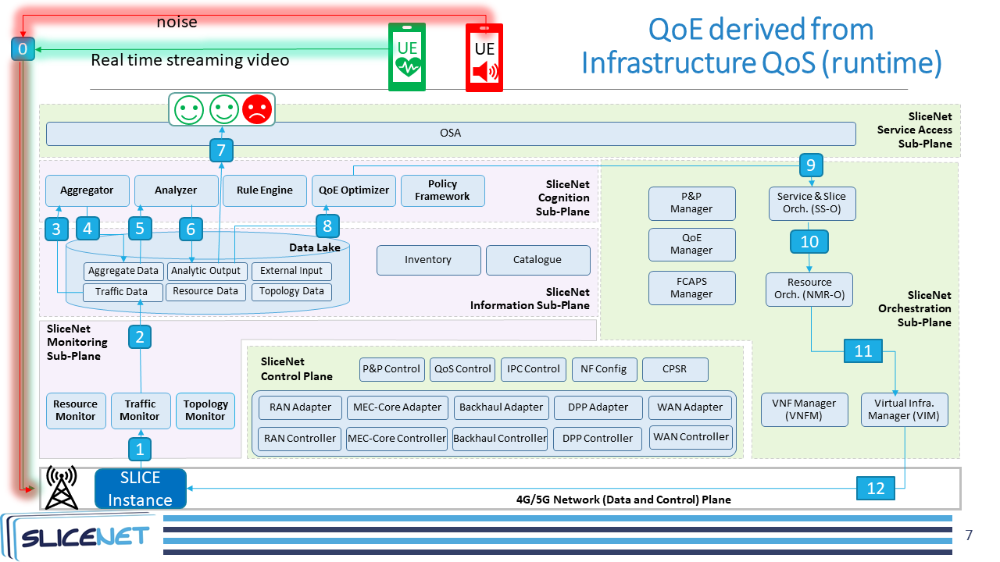 noise
QoE derived from
Infrastructure QoS (runtime)
0
Real time streaming video
UE
UE
OSA
SliceNet
Service Access
Sub-Plane
7
9
Aggregator
Analyzer
Rule Engine
QoE Optimizer
Policy
Framework
SliceNet
Cognition
Sub-Plane
P&P
Manager
Service & Slice
Orch. (SS-O)
3
4
5
6
8
10
Data Lake
QoE
Manager
Aggregate Data
Analytic Output
External Input
Traffic Data
Resource Data
Topology Data
Inventory
Catalogue
SliceNet
Information Sub-Plane
FCAPS
Manager
Resource
Orch. (NMR-O)
SliceNet
Orchestration
Sub-Plane
SliceNet
Monitoring
Sub-Plane
2
11
SliceNet
Control Plane
P&P Control
QoS Control
IPC Control
NF Config
CPSR
Resource
Monitor
Traffic
Monitor
Topology
Monitor
RAN Adapter
MEC-Core Adapter
Backhaul Adapter
DPP Adapter
WAN Adapter
RAN Controller
MEC-Core Controller
Backhaul Controller
DPP Controller
WAN Controller
VNF Manager
(VNFM)
Virtual Infra.
Manager (VIM)
1
SLICE
Instance
12
4G/5G Network (Data and Control) Plane
SLICENET
7